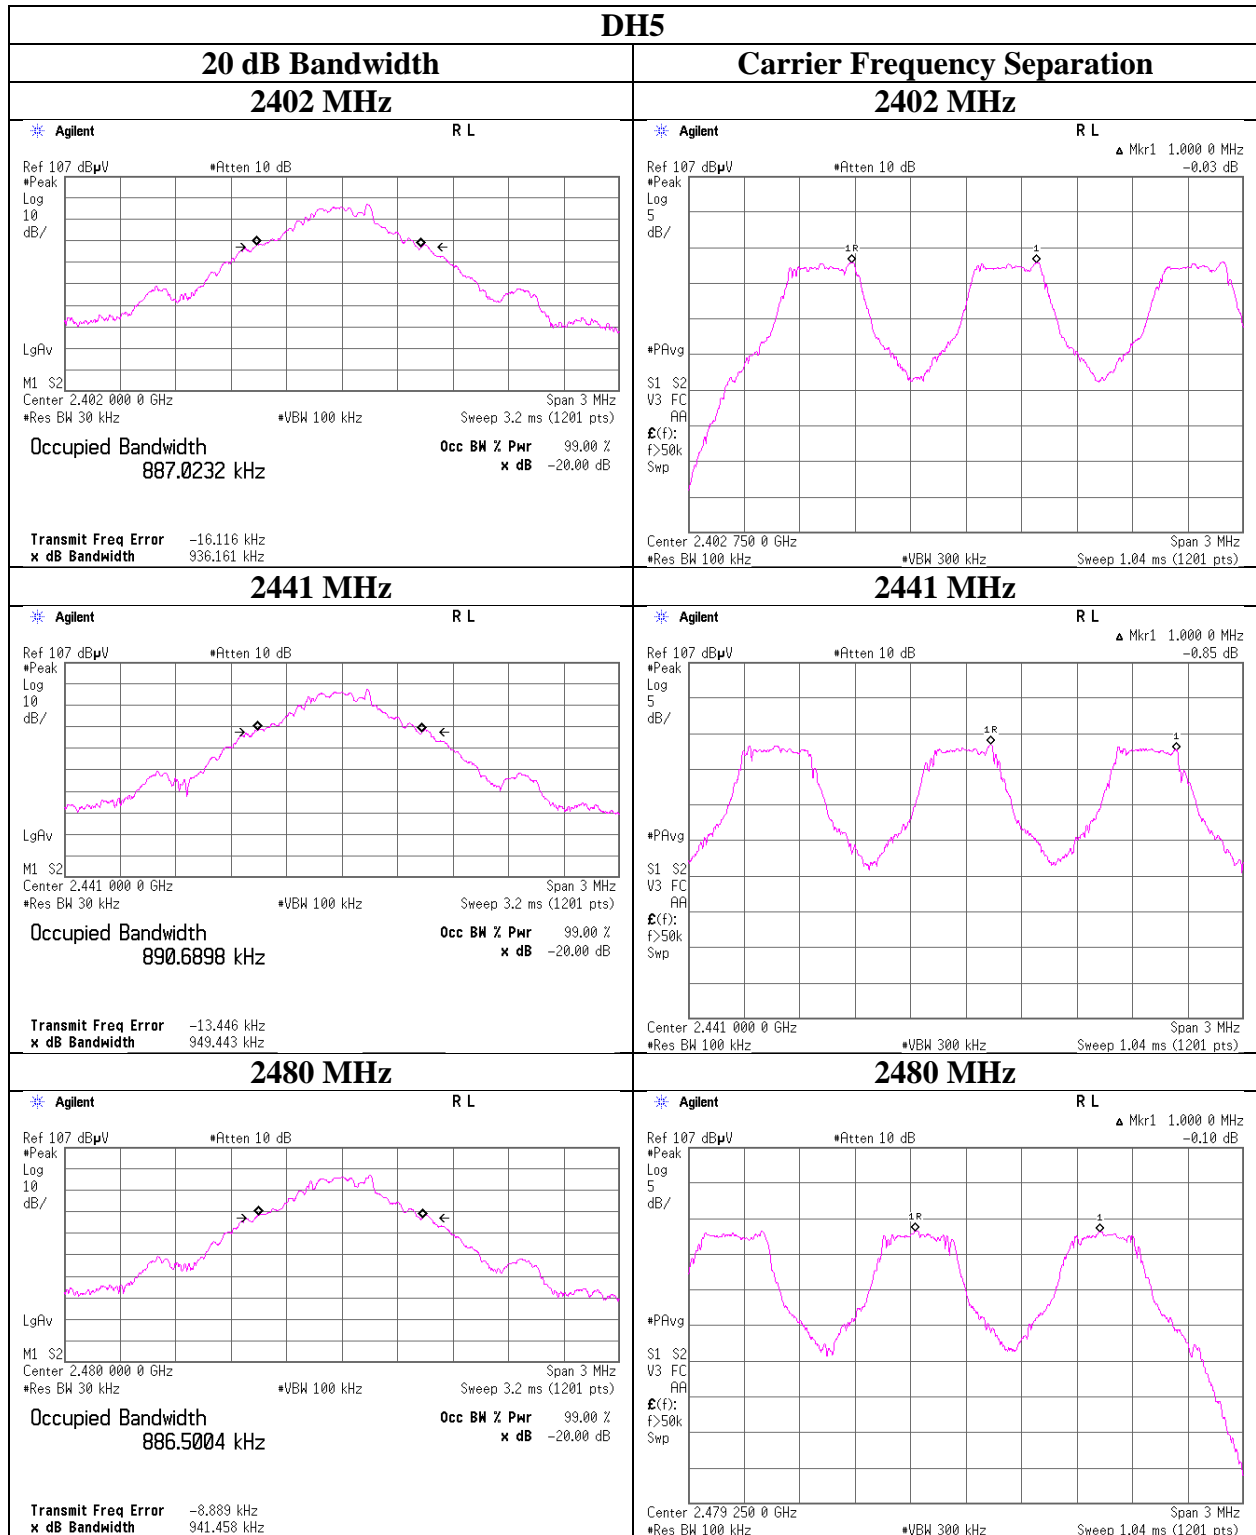 DH5
20 dB Bandwidth
Carrier Frequency Separation
2402 MHz
2402 MHz
Agilent
R L
Ref 107 dBµV
#Atten 10 dB
#Peak
Log
10
dB/
LgAv
M1 S2
Center 2.402 000 0 GHz
Span 3 MHz
#Res BW 30 kHz
#VBW 100 kHz
Sweep 3.2 ms (1201 pts)
Occupied Bandwidth
887.0232 kHz
Occ BW % Pwr 99.00 %
x dB -20.00 dB
Transmit Freq Error -16.116 kHz
x dB Bandwidth 936.161 kHz
Agilent
R L
Δ Mkr1 1.000 0 MHz
Ref 107 dBµV
#Atten 10 dB
-0.03 dB
#Peak
Log
5
dB/
1R
1
#PAvg
S1 S2
V3 FC
AA
£(f):
f>50k
Swp
Center 2.402 750 0 GHz
Span 3 MHz
#Res BW 100 kHz
#VBW 300 kHz
Sweep 1.04 ms (1201 pts)
2441 MHz
2441 MHz
Agilent
R L
Ref 107 dBµV
#Atten 10 dB
#Peak
Log
10
dB/
LgAv
M1 S2
Center 2.441 000 0 GHz
Span 3 MHz
#Res BW 30 kHz
#VBW 100 kHz
Sweep 3.2 ms (1201 pts)
Occupied Bandwidth
890.6898 kHz
Occ BW % Pwr 99.00 %
x dB -20.00 dB
Transmit Freq Error -13.446 kHz
x dB Bandwidth 949.443 kHz
Agilent
R L
Δ Mkr1 1.000 0 MHz
Ref 107 dBµV
#Atten 10 dB
-0.85 dB
#Peak
Log
5
dB/
1R
1
#PAvg
S1 S2
V3 FC
AA
£(f):
f>50k
Swp
Center 2.441 000 0 GHz
Span 3 MHz
#Res BW 100 kHz
#VBW 300 kHz
Sweep 1.04 ms (1201 pts)
2480 MHz
2480 MHz
Agilent
R L
Ref 107 dBµV
#Atten 10 dB
#Peak
Log
10
dB/
LgAv
M1 S2
Center 2.480 000 0 GHz
Span 3 MHz
#Res BW 30 kHz
#VBW 100 kHz
Sweep 3.2 ms (1201 pts)
Occupied Bandwidth
886.5004 kHz
Occ BW % Pwr 99.00 %
x dB -20.00 dB
Transmit Freq Error -8.889 kHz
x dB Bandwidth 941.458 kHz
Agilent
R L
Δ Mkr1 1.000 0 MHz
Ref 107 dBµV
#Atten 10 dB
-0.10 dB
#Peak
Log
5
dB/
1R
1
#PAvg
S1 S2
V3 FC
AA
£(f):
f>50k
Swp
Center 2.479 250 0 GHz
Span 3 MHz
#Res BW 100 kHz
#VBW 300 kHz
Sweep 1.04 ms (1201 pts)